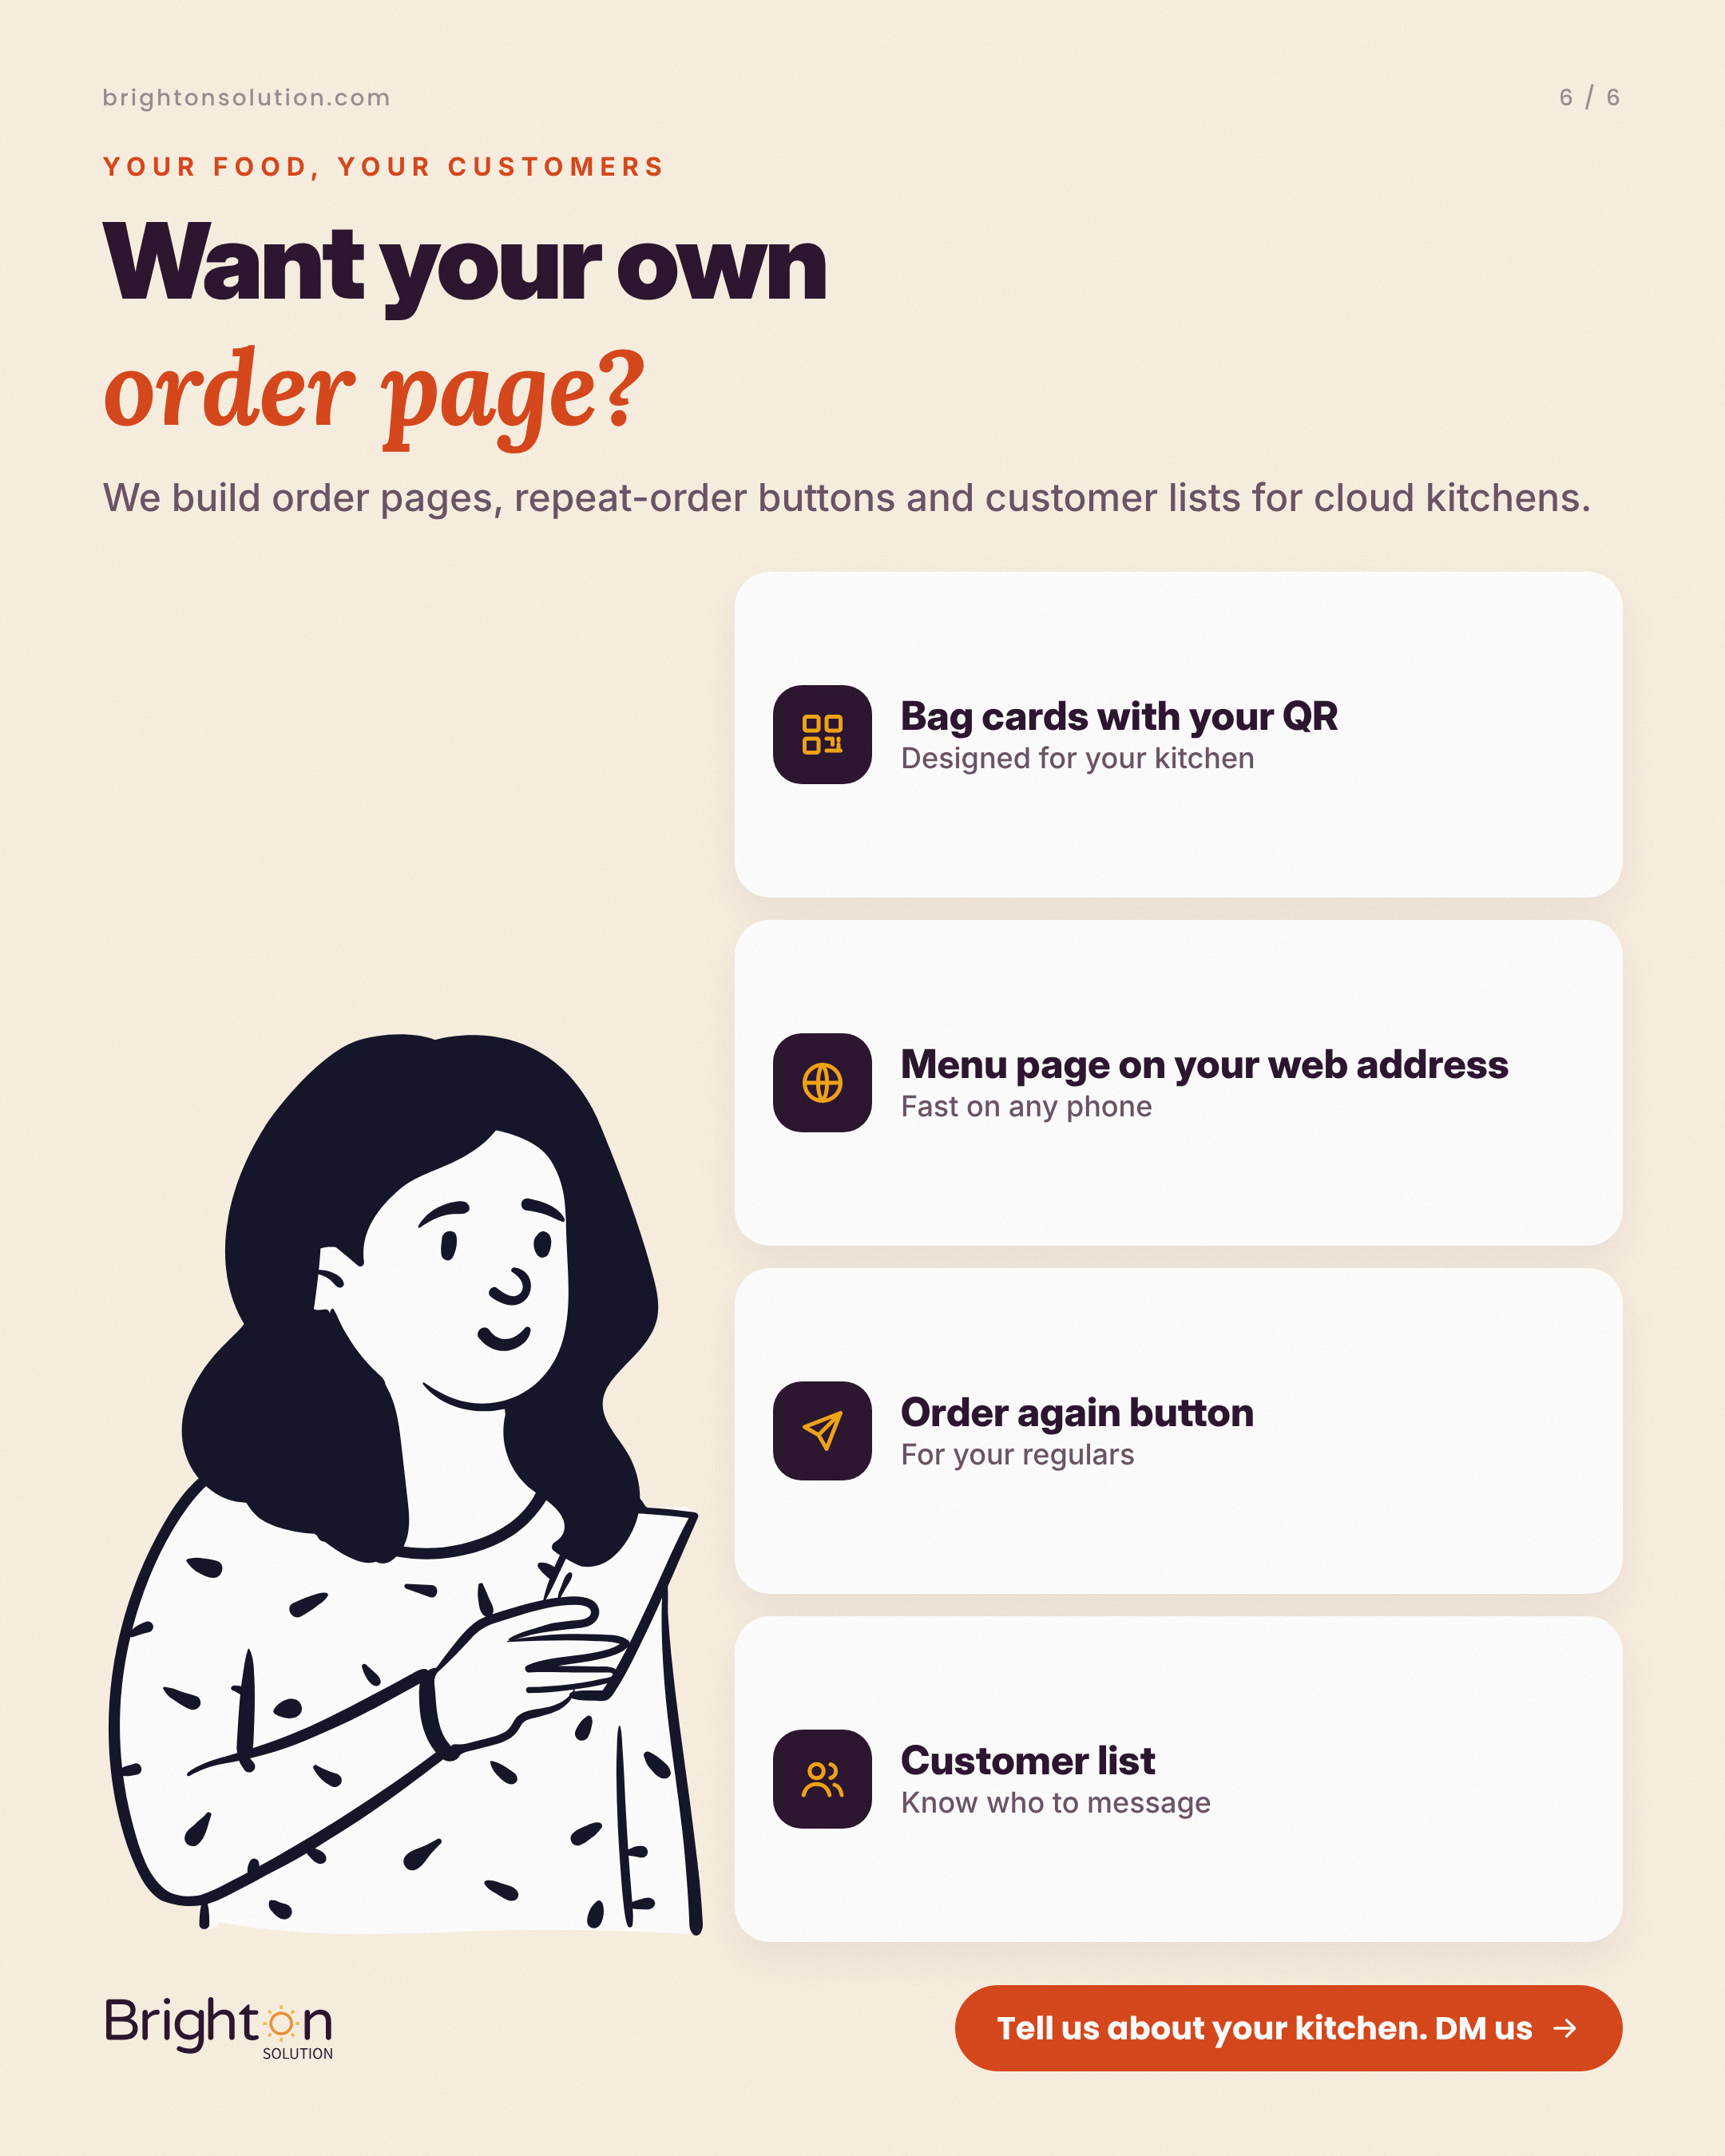 brightonsolution.com
6 / 6
YOUR FOOD, YOUR CUSTOMERS
Want your own
order page?
We build order pages, repeat-order buttons and customer lists for cloud kitchens.
Bag cards with your QR
Designed for your kitchen
Menu page on your web address
Fast on any phone
Order again button
For your regulars
Customer list
Know who to message
Brighton
SOLUTION
Tell us about your kitchen. DM us →